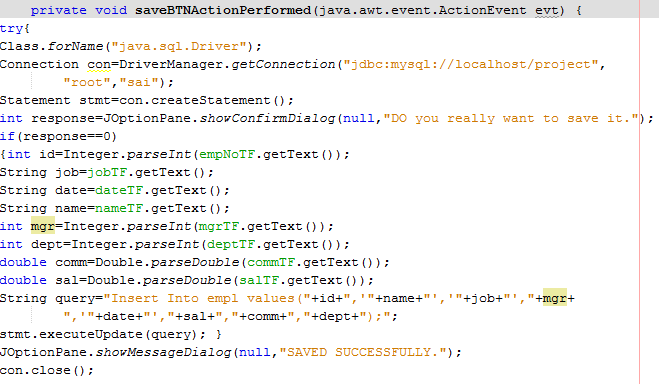 private void saveBTNActionPerformed(java.awt.event.ActionEvent evt) {
try{
Class.forName("java.sql.Driver");
Connection con=DriverManager.getConnection("jdbc:mysql://localhost/project",
"root","sai");
Statement stmt=con.createStatement();
int response=JOptionPane.showConfirmDialog(null,"DO you really want to save it.");
if(response==0)
{int id=Integer.parseInt(empNoTF.getText());
String job=jobTF.getText();
String date=dateTF.getText();
String name=nameTF.getText();
int mgr=Integer.parseInt(mgrTF.getText());
int dept=Integer.parseInt(deptTF.getText());
double comm=Double.parseDouble(commTF.getText());
double sal=Double.parseDouble(salTF.getText());
String query="Insert Into empl values("+id+",'"+name+"','"+job+"',"+mgr+
",'"+date+"',"+sal+","+comm+","+dept+");";
stmt.executeUpdate(query); }
JOptionPane.showMessageDialog(null,"SAVED SUCCESSFULLY.");
con.close();